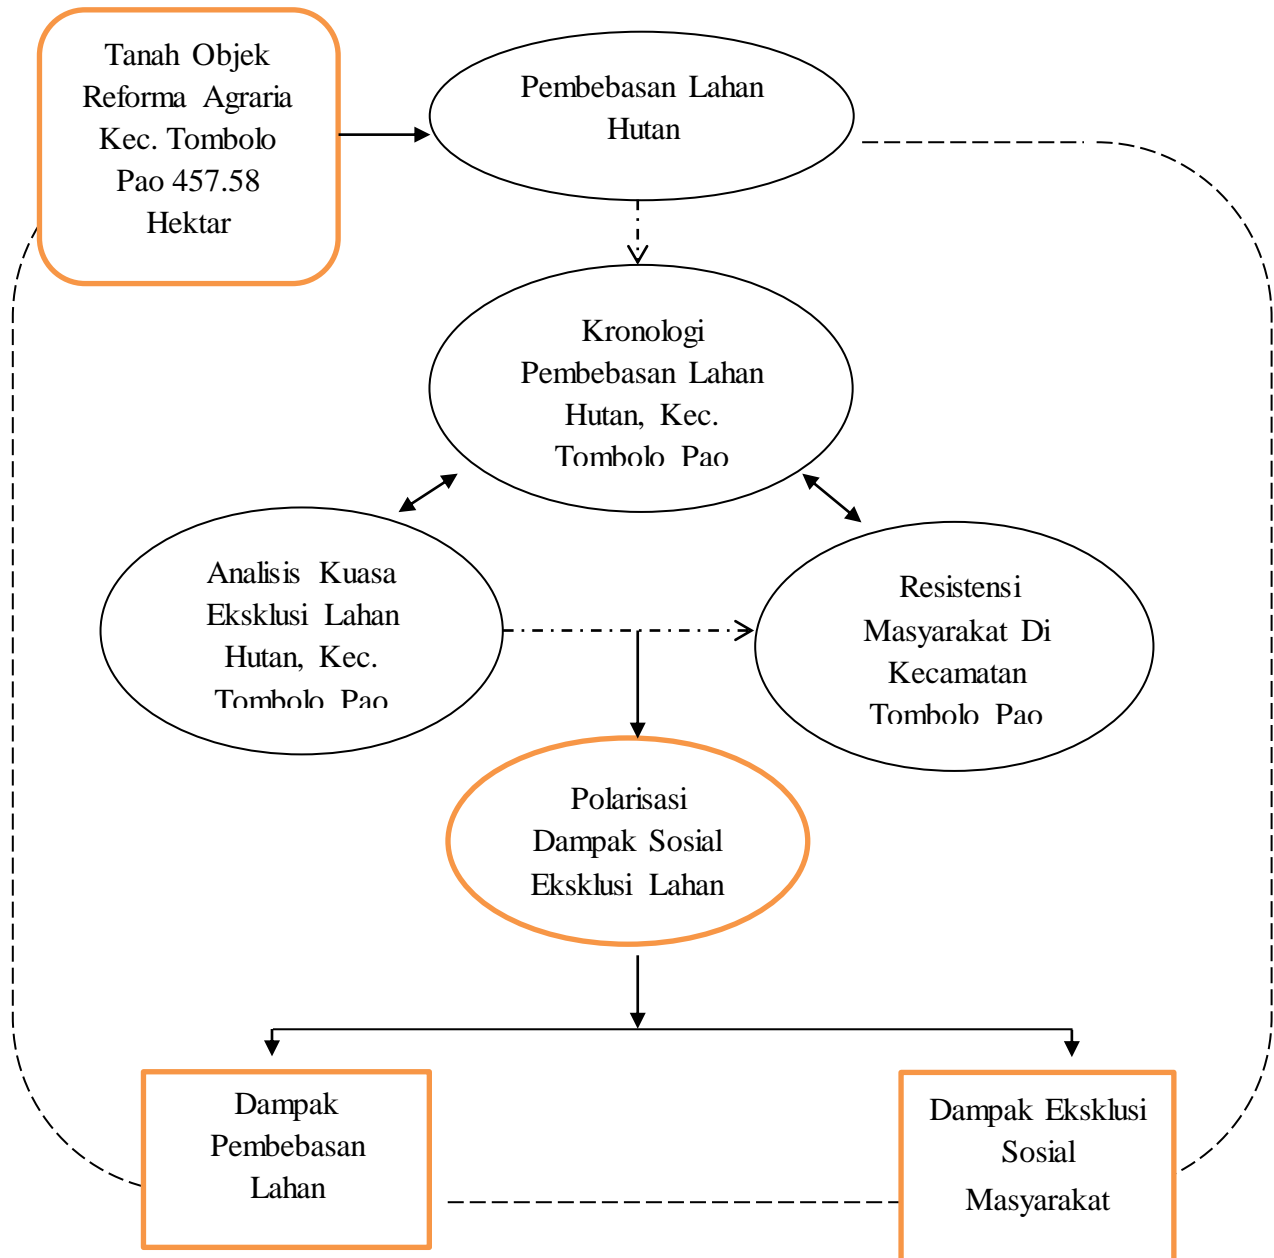 Tanah Objek
Reforma Agraria
Kec. Tombolo
Pao 457.58
Hektar
Pembebasan Lahan
Hutan
Kronologi
Pembebasan Lahan
Hutan, Kec.
Tombolo Pao
Analisis Kuasa
Eksklusi Lahan
Hutan, Kec.
Tombolo Pao
Resistensi
Masyarakat Di
Kecamatan
Tombolo Pao
Polarisasi
Dampak Sosial
Eksklusi Lahan
Dampak
Pembebasan
Lahan
Dampak Eksklusi
Sosial
Masyarakat